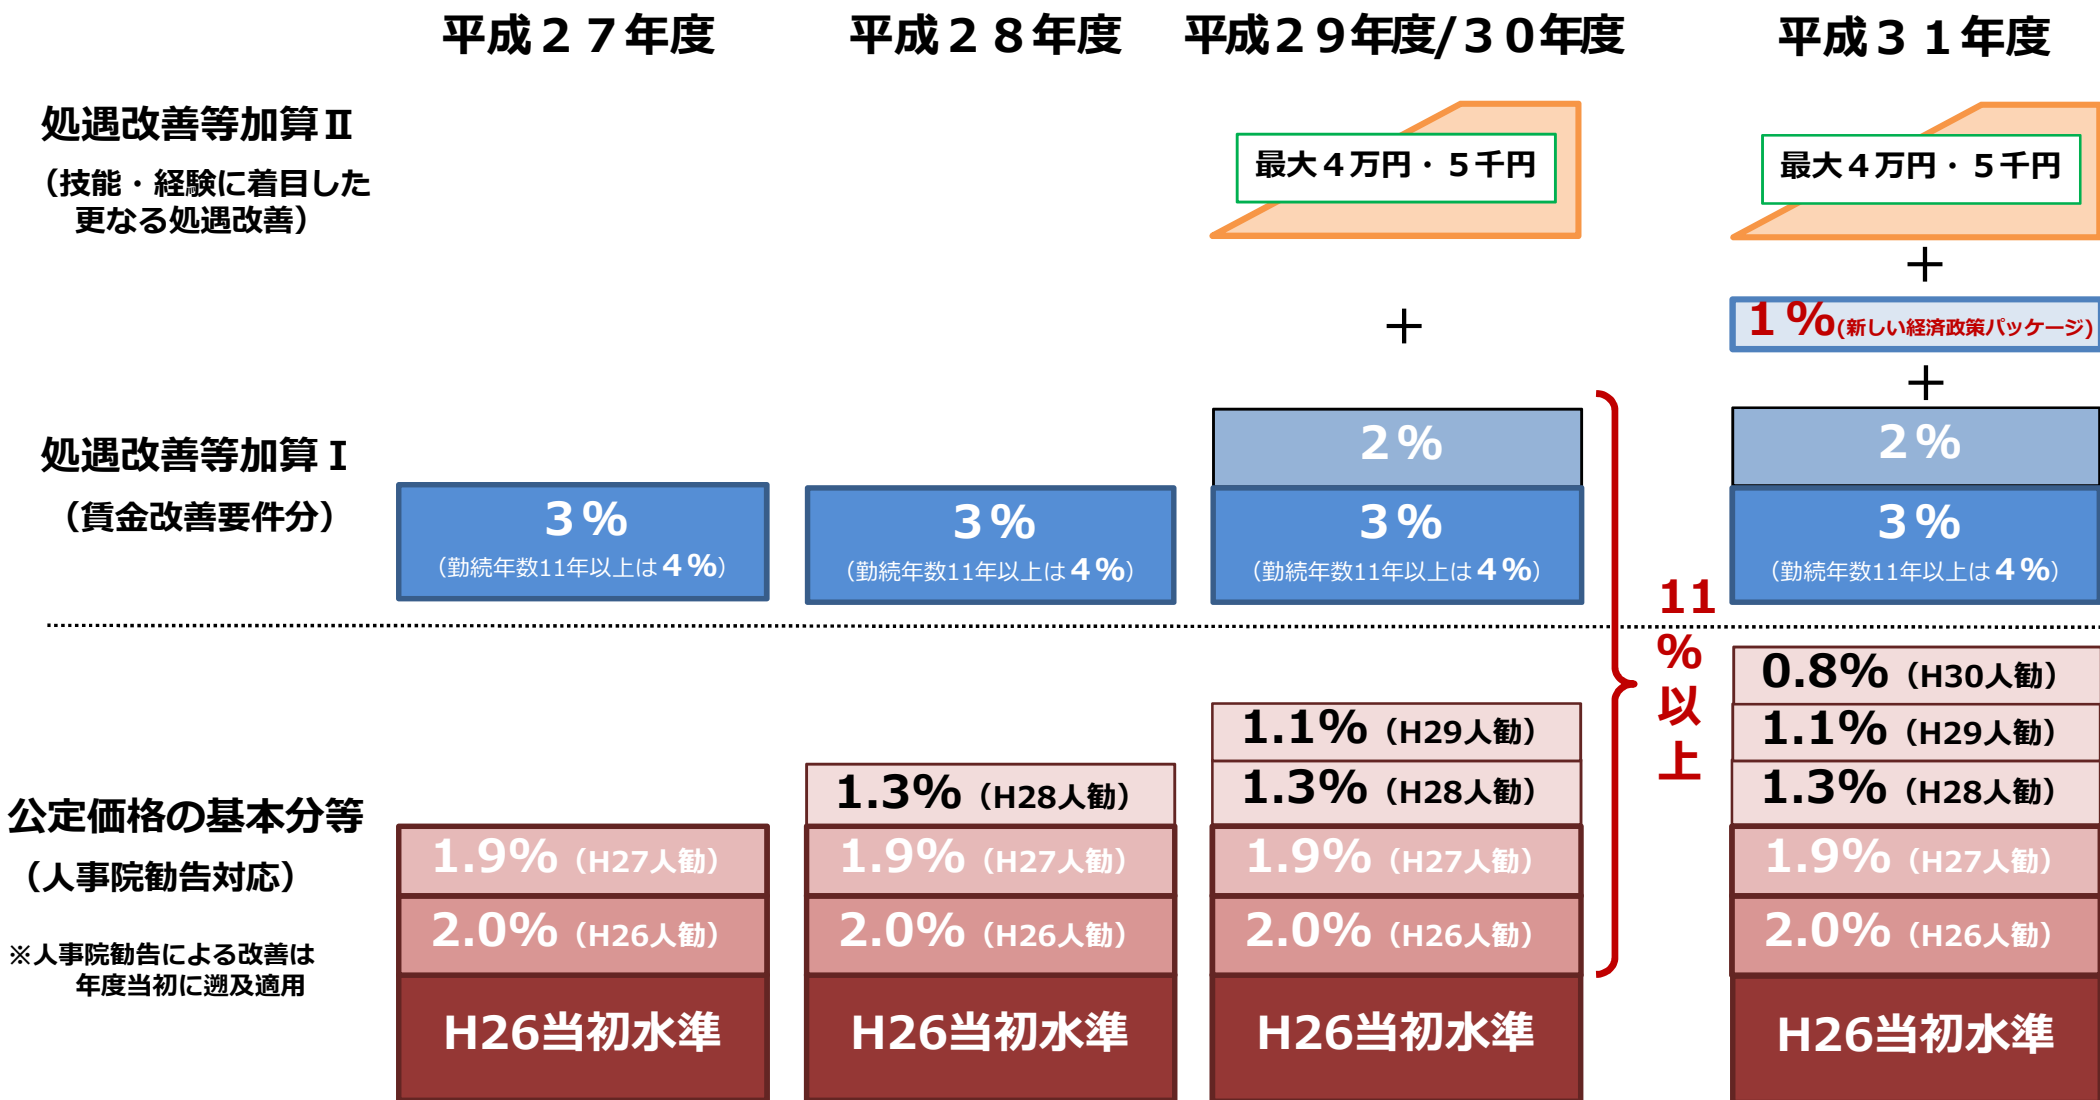 平成２７年度
平成２８年度
平成２９年度/３０年度
平成３１年度
処遇改善等加算Ⅱ
（技能・経験に着目した
更なる処遇改善）
最大４万円・５千円
最大４万円・５千円
＋
＋
１％(新しい経済政策パッケージ)
＋
処遇改善等加算Ⅰ
（賃金改善要件分）
３％
（勤続年数11年以上は４％）
３％
（勤続年数11年以上は４％）
２％
３％
（勤続年数11年以上は４％）
２％
３％
（勤続年数11年以上は４％）
11
％
以
上
公定価格の基本分等
（人事院勧告対応）
※人事院勧告による改善は
年度当初に遡及適用
1.9%（H27人勧）
2.0%（H26人勧）
H26当初水準
1.3%（H28人勧）
1.9%（H27人勧）
2.0%（H26人勧）
H26当初水準
1.1%（H29人勧）
1.3%（H28人勧）
1.9%（H27人勧）
2.0%（H26人勧）
H26当初水準
0.8%（H30人勧）
1.1%（H29人勧）
1.3%（H28人勧）
1.9%（H27人勧）
2.0%（H26人勧）
H26当初水準